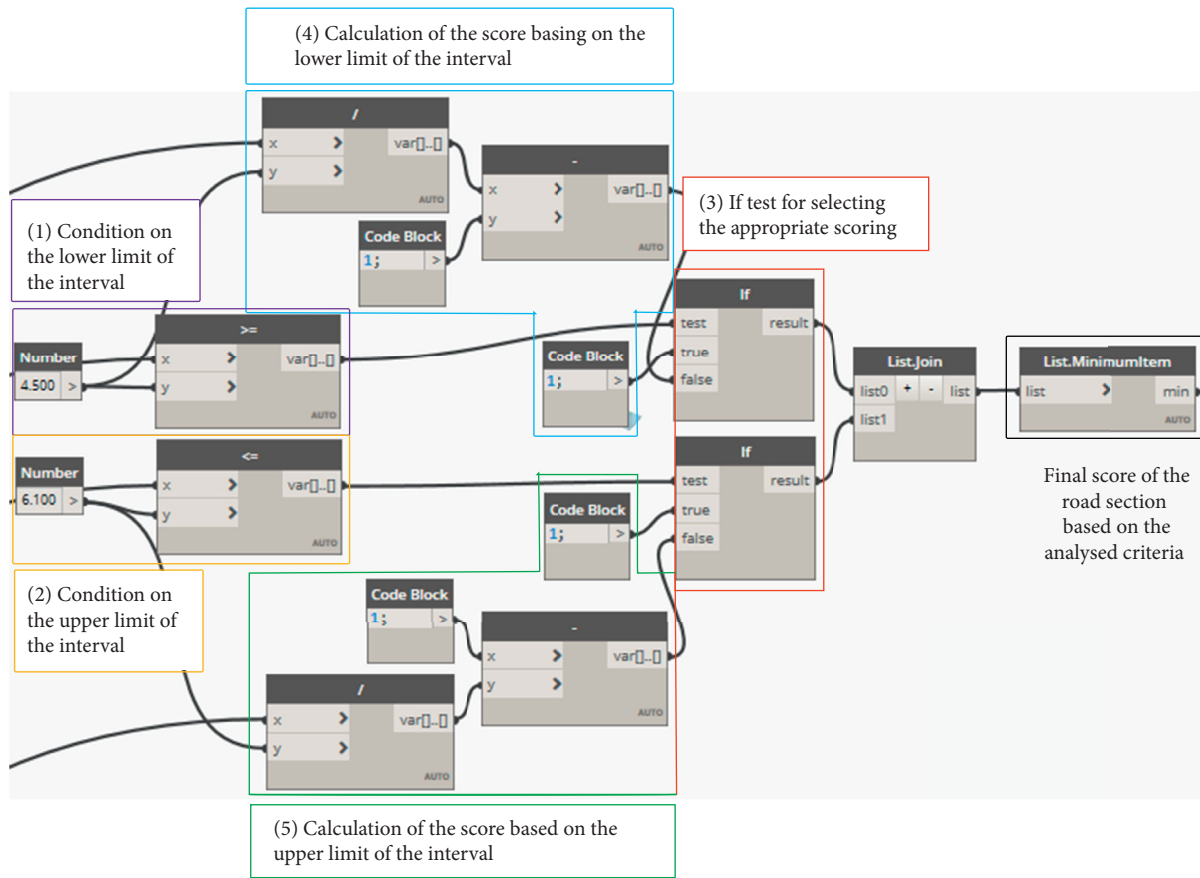 (4) Calculation of the score basing on the
lower limit of the interval
/
x > var[]..[]
y >
AUTO
-
x > var[]..[]
y >
AUTO
Code Block
1; >
(1) Condition on
the lower limit of
the interval
(3) If test for selecting
the appropriate scoring
Number
4.500 >
>=
x > var[]..[]
y >
AUTO
Code Block
1; >
If
test result
true
false
AUTO
List.Join
list0 + - list
list1
AUTO
List.MinimumItem
list > min
AUTO
Number
6.100 >
<=
x > var[]..[]
y >
AUTO
Code Block
1; >
If
test result
true
false
AUTO
Final score of the
road section
based on the
analysed criteria
(2) Condition on
the upper limit of
the interval
Code Block
1; >
-
x > var[]..[]
y >
AUTO
/
x > var[]..[]
y >
AUTO
(5) Calculation of the score based on the
upper limit of the interval